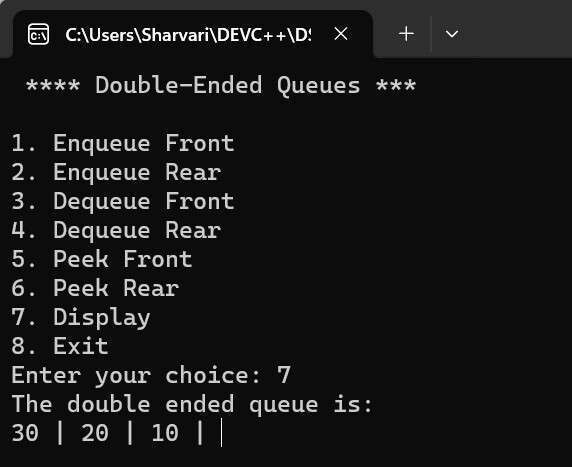 C:\Users\Sharvari\DEVC++\DS
**** Double-Ended Queues ***
1. Enqueue Front
2. Enqueue Rear
3. Dequeue Front
4. Dequeue Rear
5. Peek Front
6. Peek Rear
7. Display
8. Exit
Enter your choice: 7
The double ended queue is:
30 | 20 | 10 |